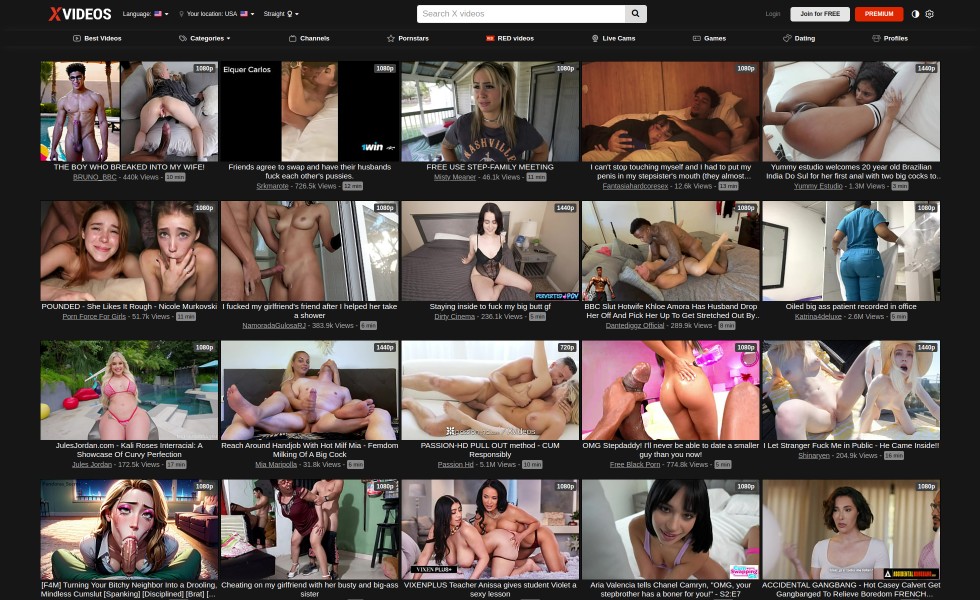 XVIDEOS
Language:
Your location: USA
Straight
Search X videos
Login
Join for FREE
PREMIUM
Best Videos
Categories
Channels
Pornstars
RED videos
Live Cams
Games
Dating
Profiles
1080p
Elquer Carlos
1080p
1win
1080p
NASHVILLE
1080p
1440p
THE BOY WHO BREAKED INTO MY WIFE!
BRUNO_BBC - 440k Views - 10 min
Friends agree to swap and have their husbands
fuck each other's pussies.
Srkmarote - 726.5k Views - 12 min
FREE USE STEP-FAMILY MEETING
Misty Meaner - 46.1k Views - 11 min
I can't stop touching myself and I had to put my
penis in my stepsister's mouth (they almost…
Fantasiahardcoresex - 12.6k Views - 13 min
Yummy estudio welcomes 20 year old Brazilian
India Do Sul for her first anal with two big cocks to..
Yummy Estudio - 1.3M Views - 3 min
1080p
1080p
1440p
PERVERTED POV
1080p
1080p
POUNDED - She Likes It Rough - Nicole Murkovski
Porn Force For Girls - 51.7k Views - 11 min
I fucked my girlfriend's friend after I helped her take
a shower
NamoradaGulosaRJ - 383.9k Views - 6 min
Staying inside to fuck my big butt gf
Dirty Cinema - 236.1k Views - 5 min
BBC Slut Hotwife Khloe Amora Has Husband Drop
Her Off And Pick Her Up To Get Stretched Out By..
Dantediggz Official - 289.9k Views - 8 min
Oiled big ass patient recorded in office
Katrina4deluxe - 2.6M Views - 5 min
1080p
1440p
720p
1080p
1440p
JulesJordan.com - Kali Roses Interracial: A
Showcase Of Curvy Perfection
Jules Jordan - 172.5k Views - 17 min
Reach Around Handjob With Hot Milf Mia - Femdom
Milking Of A Big Cock
Mia Maripolla - 31.8k Views - 6 min
PASSION-HD PULL OUT method - CUM
Responsibly
Passion Hd - 5.1M Views - 10 min
OMG Stepdaddy! I'll never be able to date a smaller
guy than you now!
Free Black Porn - 774.8k Views - 5 min
I Let Stranger Fuck Me in Public - He Came Inside!!
Shinaryen - 204.9k Views - 16 min
1080p
1080p
1080p
VIXEN PLUS+
1080p
1080p
[F4M] Turning Your Bitchy Neighbor Into a Drooling,
Mindless Cumslut [Spanking] [Disciplined] [Brat] [...
Cheating on my girlfriend with her busty and big-ass
sister
VIXENPLUS Teacher Anissa gives student Violet a
sexy lesson
Aria Valencia tells Chanel Camryn, "OMG, your
stepbrother has a boner for you!" - S2:E7
ACCIDENTAL GANGBANG - Hot Casey Calvert Get
Gangbanged To Relieve Boredom FRENCH…